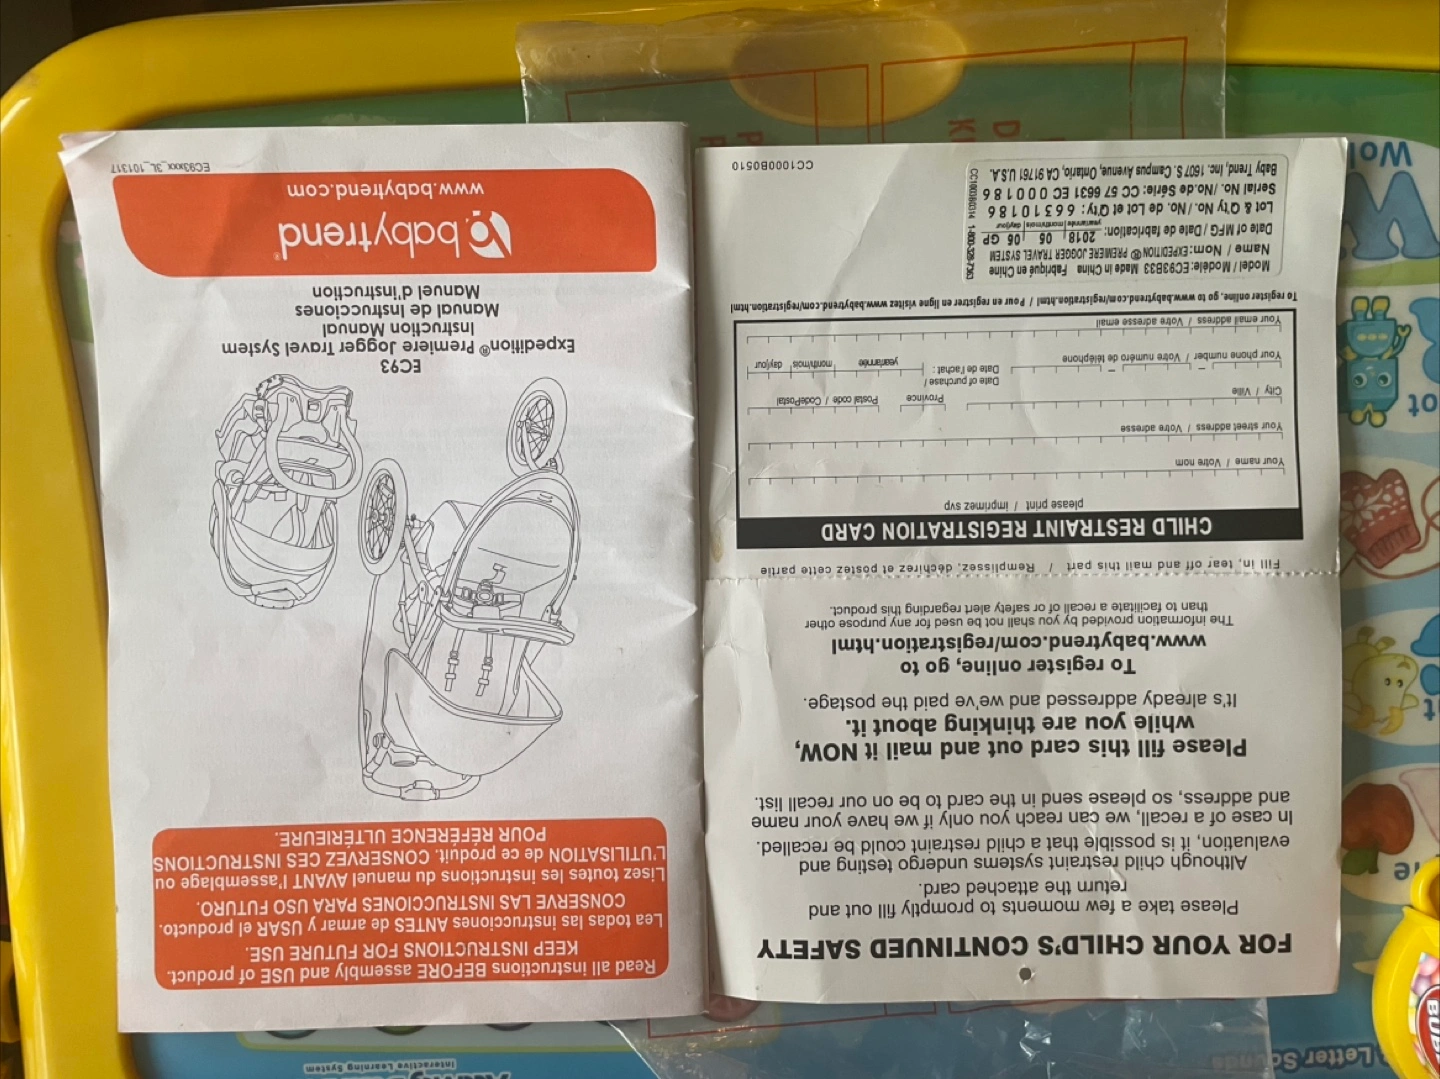 FOR YOUR CHILD'S CONTINUED SAFETY
Please take a few moments to promptly fill out and
return the attached card.
Although child restraint systems undergo testing and
evaluation, it is possible that a child restraint could be recalled.
In case of a recall, we can reach you only if we have your name
and address, so please send in the card to be on our recall list.
Please fill this card out and mail it NOW,
while you are thinking about it.
It's already addressed and we've paid the postage.
To register online, go to
www.babytrend.com/registration.html
The information provided by you shall not be used for any purpose other
than to facilitate a recall of or safety alert regarding this product.
Fill in, tear off and mail this part / Remplissez, déchirez et postez cette partie
CHILD RESTRAINT REGISTRATION CARD
please print / imprimez svp
Your name / Votre nom
Your street address / Votre adresse
City / Ville
Province
Postal code / CodePostal
Your phone number / Votre numéro de téléphone
Date of purchase /
Date de l'achat :
year/année month/mois day/jour
Your email address / Votre adresse email
To register online, go to www.babytrend.com/registration.html / Pour en registrer en ligne visitez www.babytrend.com/registration.html
Model / Modéle: EC93B33 Made in China Fabriqué en Chine
Name / Nom: EXPEDITION® PREMIERE JOGGER TRAVEL SYSTEM
Date of MFG / Date de fabrication: 2018 05 05 GP
year/année month/mois day/jour
Lot & Q'ty No. / No. de Lot et Q'ty: 66310186
Serial No. /No.de Série: CC 57 6631 EC 000186
Baby Trend, Inc. 1607 S. Campus Avenue, Ontario, CA 91761 U.S.A.
CC1000B0510
Read all instructions BEFORE assembly and USE of product.
KEEP INSTRUCTIONS FOR FUTURE USE.
Lea todas las instrucciones ANTES de armar y USAR el producto.
CONSERVE LAS INSTRUCCIONES PARA USO FUTURO.
Lisez toutes les instructions du manuel AVANT l'assemblage ou
L'UTILISATION de ce produit. CONSERVEZ CES INSTRUCTIONS
POUR RÉFÉRENCE ULTÉRIEURE.
EC93
Expedition® Premiere Jogger Travel System
Instruction Manual
Manual de Instrucciones
Manuel d'instruction
babytrend®
www.babytrend.com
EC93xxx_3L_101317
Letter Sounds
Interactive Learning System